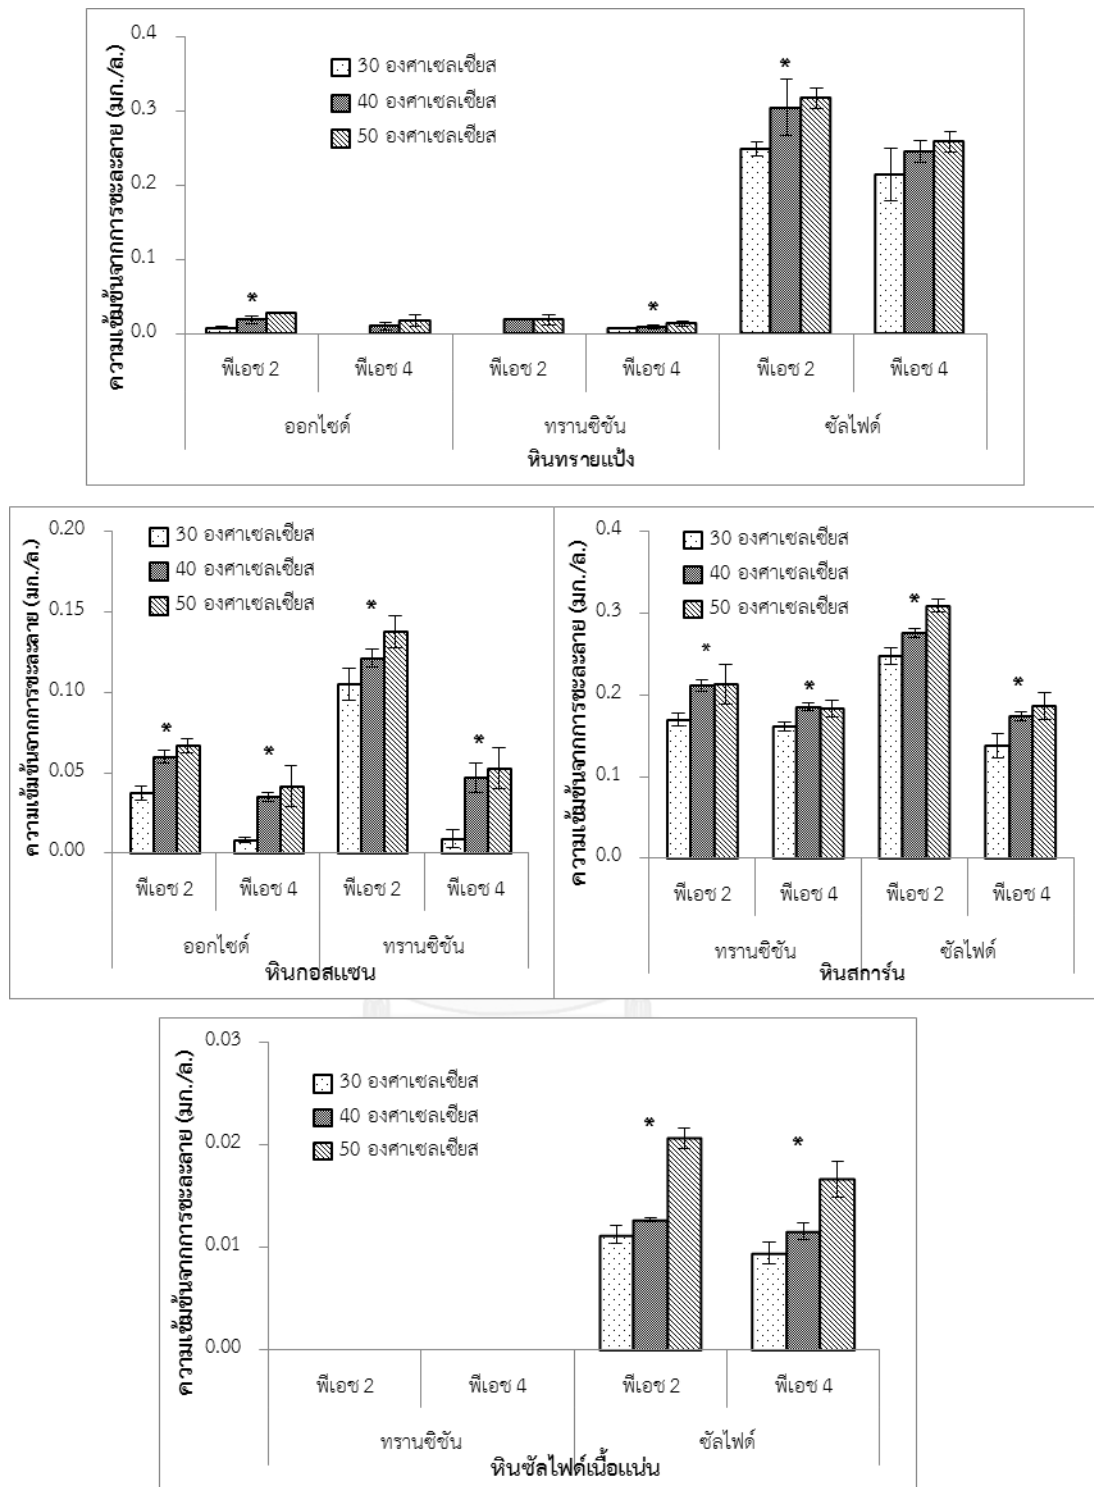 ความเข้มข้นจากการชะละลาย (มก./ล.)
0.4
0.3
0.2
0.1
0.0
30 องศาเซลเซียส
40 องศาเซลเซียส
50 องศาเซลเซียส
* * *
พีเอช 2 พีเอช 4 พีเอช 2 พีเอช 4 พีเอช 2 พีเอช 4
ออกไซด์ ทรานซิชัน ซัลไฟด์
หินทรายแป้ง
ความเข้มข้นจากการชะละลาย (มก./ล.)
0.20
0.15
0.10
0.05
0.00
30 องศาเซลเซียส
40 องศาเซลเซียส
50 องศาเซลเซียส
* * * *
พีเอช 2 พีเอช 4 พีเอช 2 พีเอช 4
ออกไซด์ ทรานซิชัน
หินกอสแซน
ความเข้มข้นจากการชะละลาย (มก./ล.)
0.4
0.3
0.2
0.1
0.0
30 องศาเซลเซียส
40 องศาเซลเซียส
50 องศาเซลเซียส
* * * *
พีเอช 2 พีเอช 4 พีเอช 2 พีเอช 4
ทรานซิชัน ซัลไฟด์
หินสการ์น
ความเข้มข้นจากการชะละลาย (มก./ล.)
0.03
0.02
0.01
0.00
30 องศาเซลเซียส
40 องศาเซลเซียส
50 องศาเซลเซียส
* *
พีเอช 2 พีเอช 4 พีเอช 2 พีเอช 4
ทรานซิชัน ซัลไฟด์
หินซัลไฟด์เนื้อแน่น